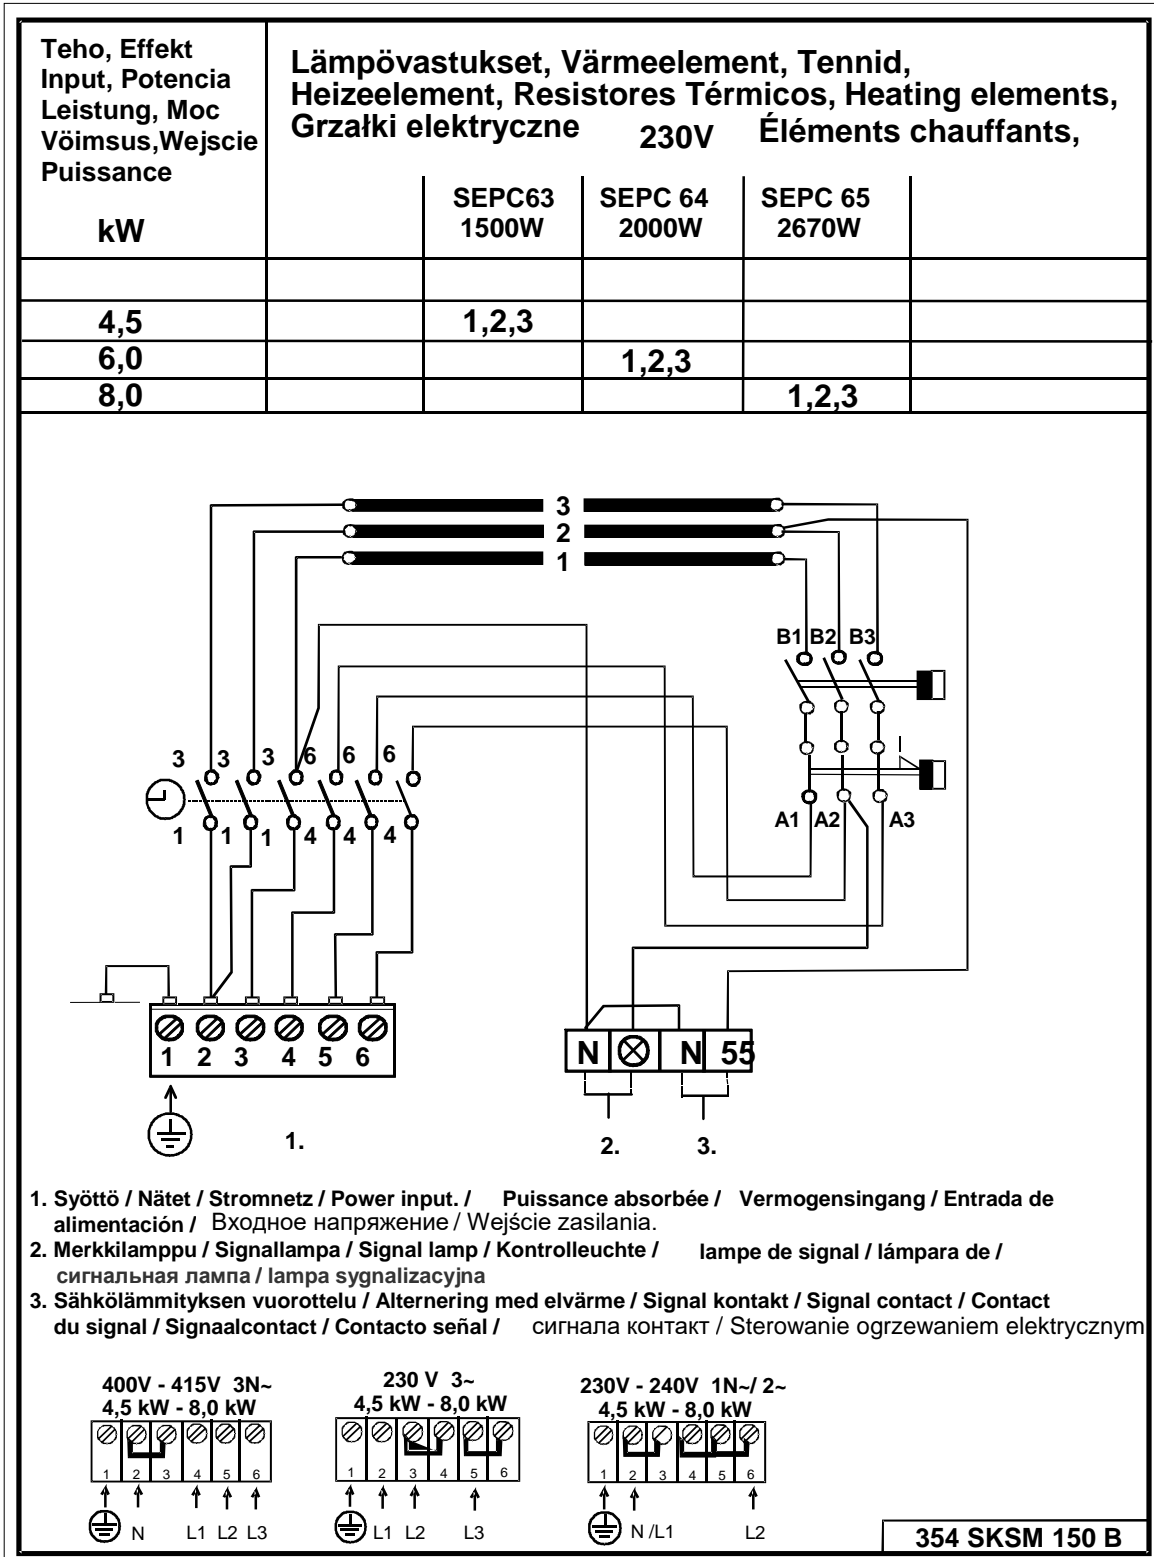 Teho, Effekt
Input, Potencia
Leistung, Moc
Vöimsus,Wejscie
Puissance
kW
Lämpövastukset, Värmeelement, Tennid,
Heizeelement, Resistores Térmicos, Heating elements,
Grzałki elektryczne 230V Éléments chauffants,
SEPC63 SEPC 64 SEPC 65
1500W 2000W 2670W
4,5 1,2,3
6,0 1,2,3
8,0 1,2,3
3
2
1
B1 B2 B3
3 3 3 6 6 6
1 1 1 4 4 4
A1 A2 A3
1 2 3 4 5 6
N N 55
1. 2. 3.
1. Syöttö / Nätet / Stromnetz / Power input. / Puissance absorbée / Vermogensingang / Entrada de
alimentación / Входное напряжение / Wejście zasilania.
2. Merkkilamppu / Signallampa / Signal lamp / Kontrolleuchte / lampe de signal / lámpara de /
сигнальная лампа / lampa sygnalizacyjna
3. Sähkölämmityksen vuorottelu / Alternering med elvärme / Signal kontakt / Signal contact / Contact
du signal / Signaalcontact / Contacto señal / сигнала контакт / Sterowanie ogrzewaniem elektrycznym
400V - 415V 3N~
4,5 kW - 8,0 kW
1 2 3 4 5 6
N L1 L2 L3
230 V 3~
4,5 kW - 8,0 kW
1 2 3 4 5 6
L1 L2 L3
230V - 240V 1N~/ 2~
4,5 kW - 8,0 kW
1 2 3 4 5 6
N /L1 L2
354 SKSM 150 B